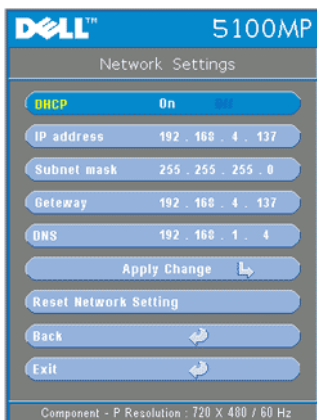 DELL™ 5100MP
Network Settings
DHCP On Off
IP address 192 . 168 . 4 . 137
Subnet mask 255 . 255 . 255 . 0
Geteway 192 . 168 . 4 . 137
DNS 192 . 168 . 1 . 4
Apply Change
Reset Network Setting
Back
Exit
Component - P Resolution : 720 X 480 / 60 Hz